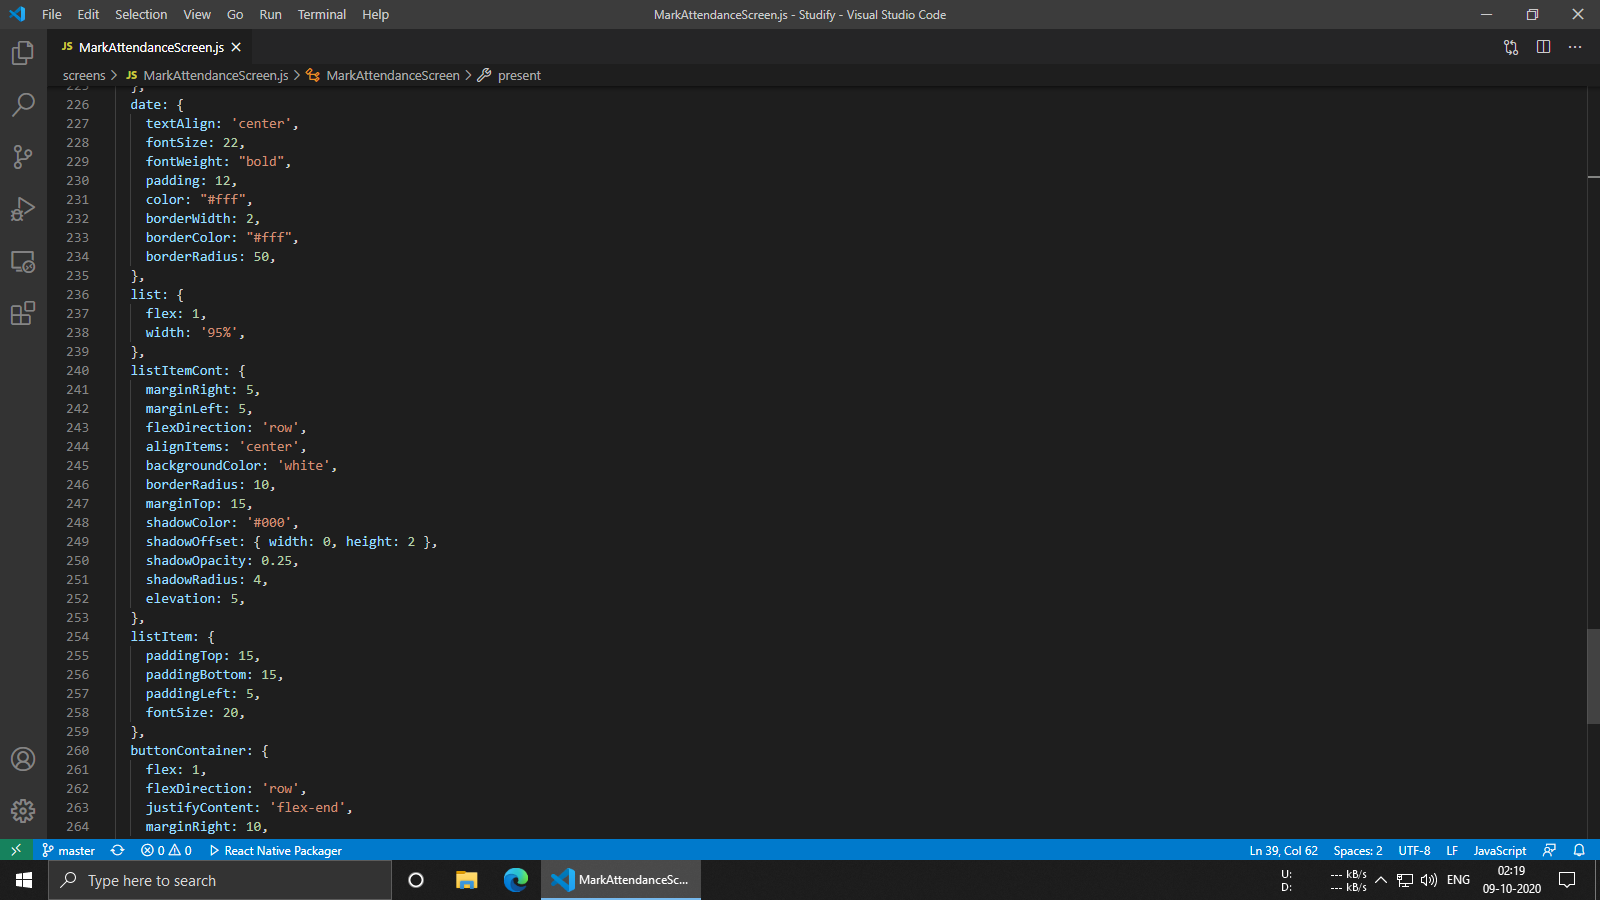 File Edit Selection View Go Run Terminal Help
MarkAttendanceScreen.js - Studify - Visual Studio Code
JS MarkAttendanceScreen.js
screens > JS MarkAttendanceScreen.js > MarkAttendanceScreen > present
225 },
226 date: {
227 textAlign: 'center',
228 fontSize: 22,
229 fontWeight: "bold",
230 padding: 12,
231 color: "#fff",
232 borderWidth: 2,
233 borderColor: "#fff",
234 borderRadius: 50,
235 },
236 list: {
237 flex: 1,
238 width: '95%',
239 },
240 listItemCont: {
241 marginRight: 5,
242 marginLeft: 5,
243 flexDirection: 'row',
244 alignItems: 'center',
245 backgroundColor: 'white',
246 borderRadius: 10,
247 marginTop: 15,
248 shadowColor: '#000',
249 shadowOffset: { width: 0, height: 2 },
250 shadowOpacity: 0.25,
251 shadowRadius: 4,
252 elevation: 5,
253 },
254 listItem: {
255 paddingTop: 15,
256 paddingBottom: 15,
257 paddingLeft: 5,
258 fontSize: 20,
259 },
260 buttonContainer: {
261 flex: 1,
262 flexDirection: 'row',
263 justifyContent: 'flex-end',
264 marginRight: 10,
master 0 0 React Native Packager
Ln 39, Col 62 Spaces: 2 UTF-8 LF JavaScript
Type here to search
MarkAttendanceSc...
U: --- kB/s
D: --- kB/s
ENG
02:19
09-10-2020